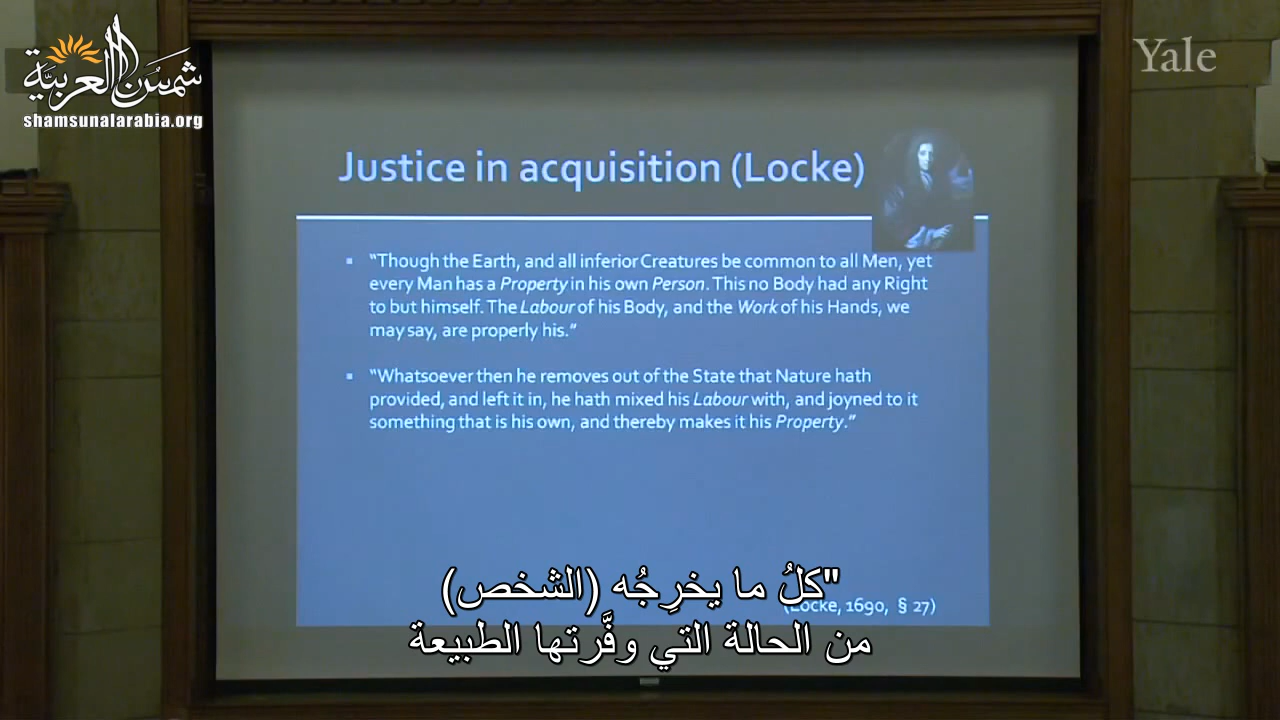 شمس العربية
shamsunalarabia.org
Yale
Justice in acquisition (Locke)
▪ “Though the Earth, and all inferior Creatures be common to all Men, yet
every Man has a Property in his own Person. This no Body had any Right
to but himself. The Labour of his Body, and the Work of his Hands, we
may say, are properly his.”
▪ “Whatsoever then he removes out of the State that Nature hath
provided, and left it in, he hath mixed his Labour with, and joyned to it
something that is his own, and thereby makes it his Property.”
(Locke, 1690, § 27)
"كلُ ما يخرِجُه (الشخص)
من الحالة التي وفَّرتها الطبيعة